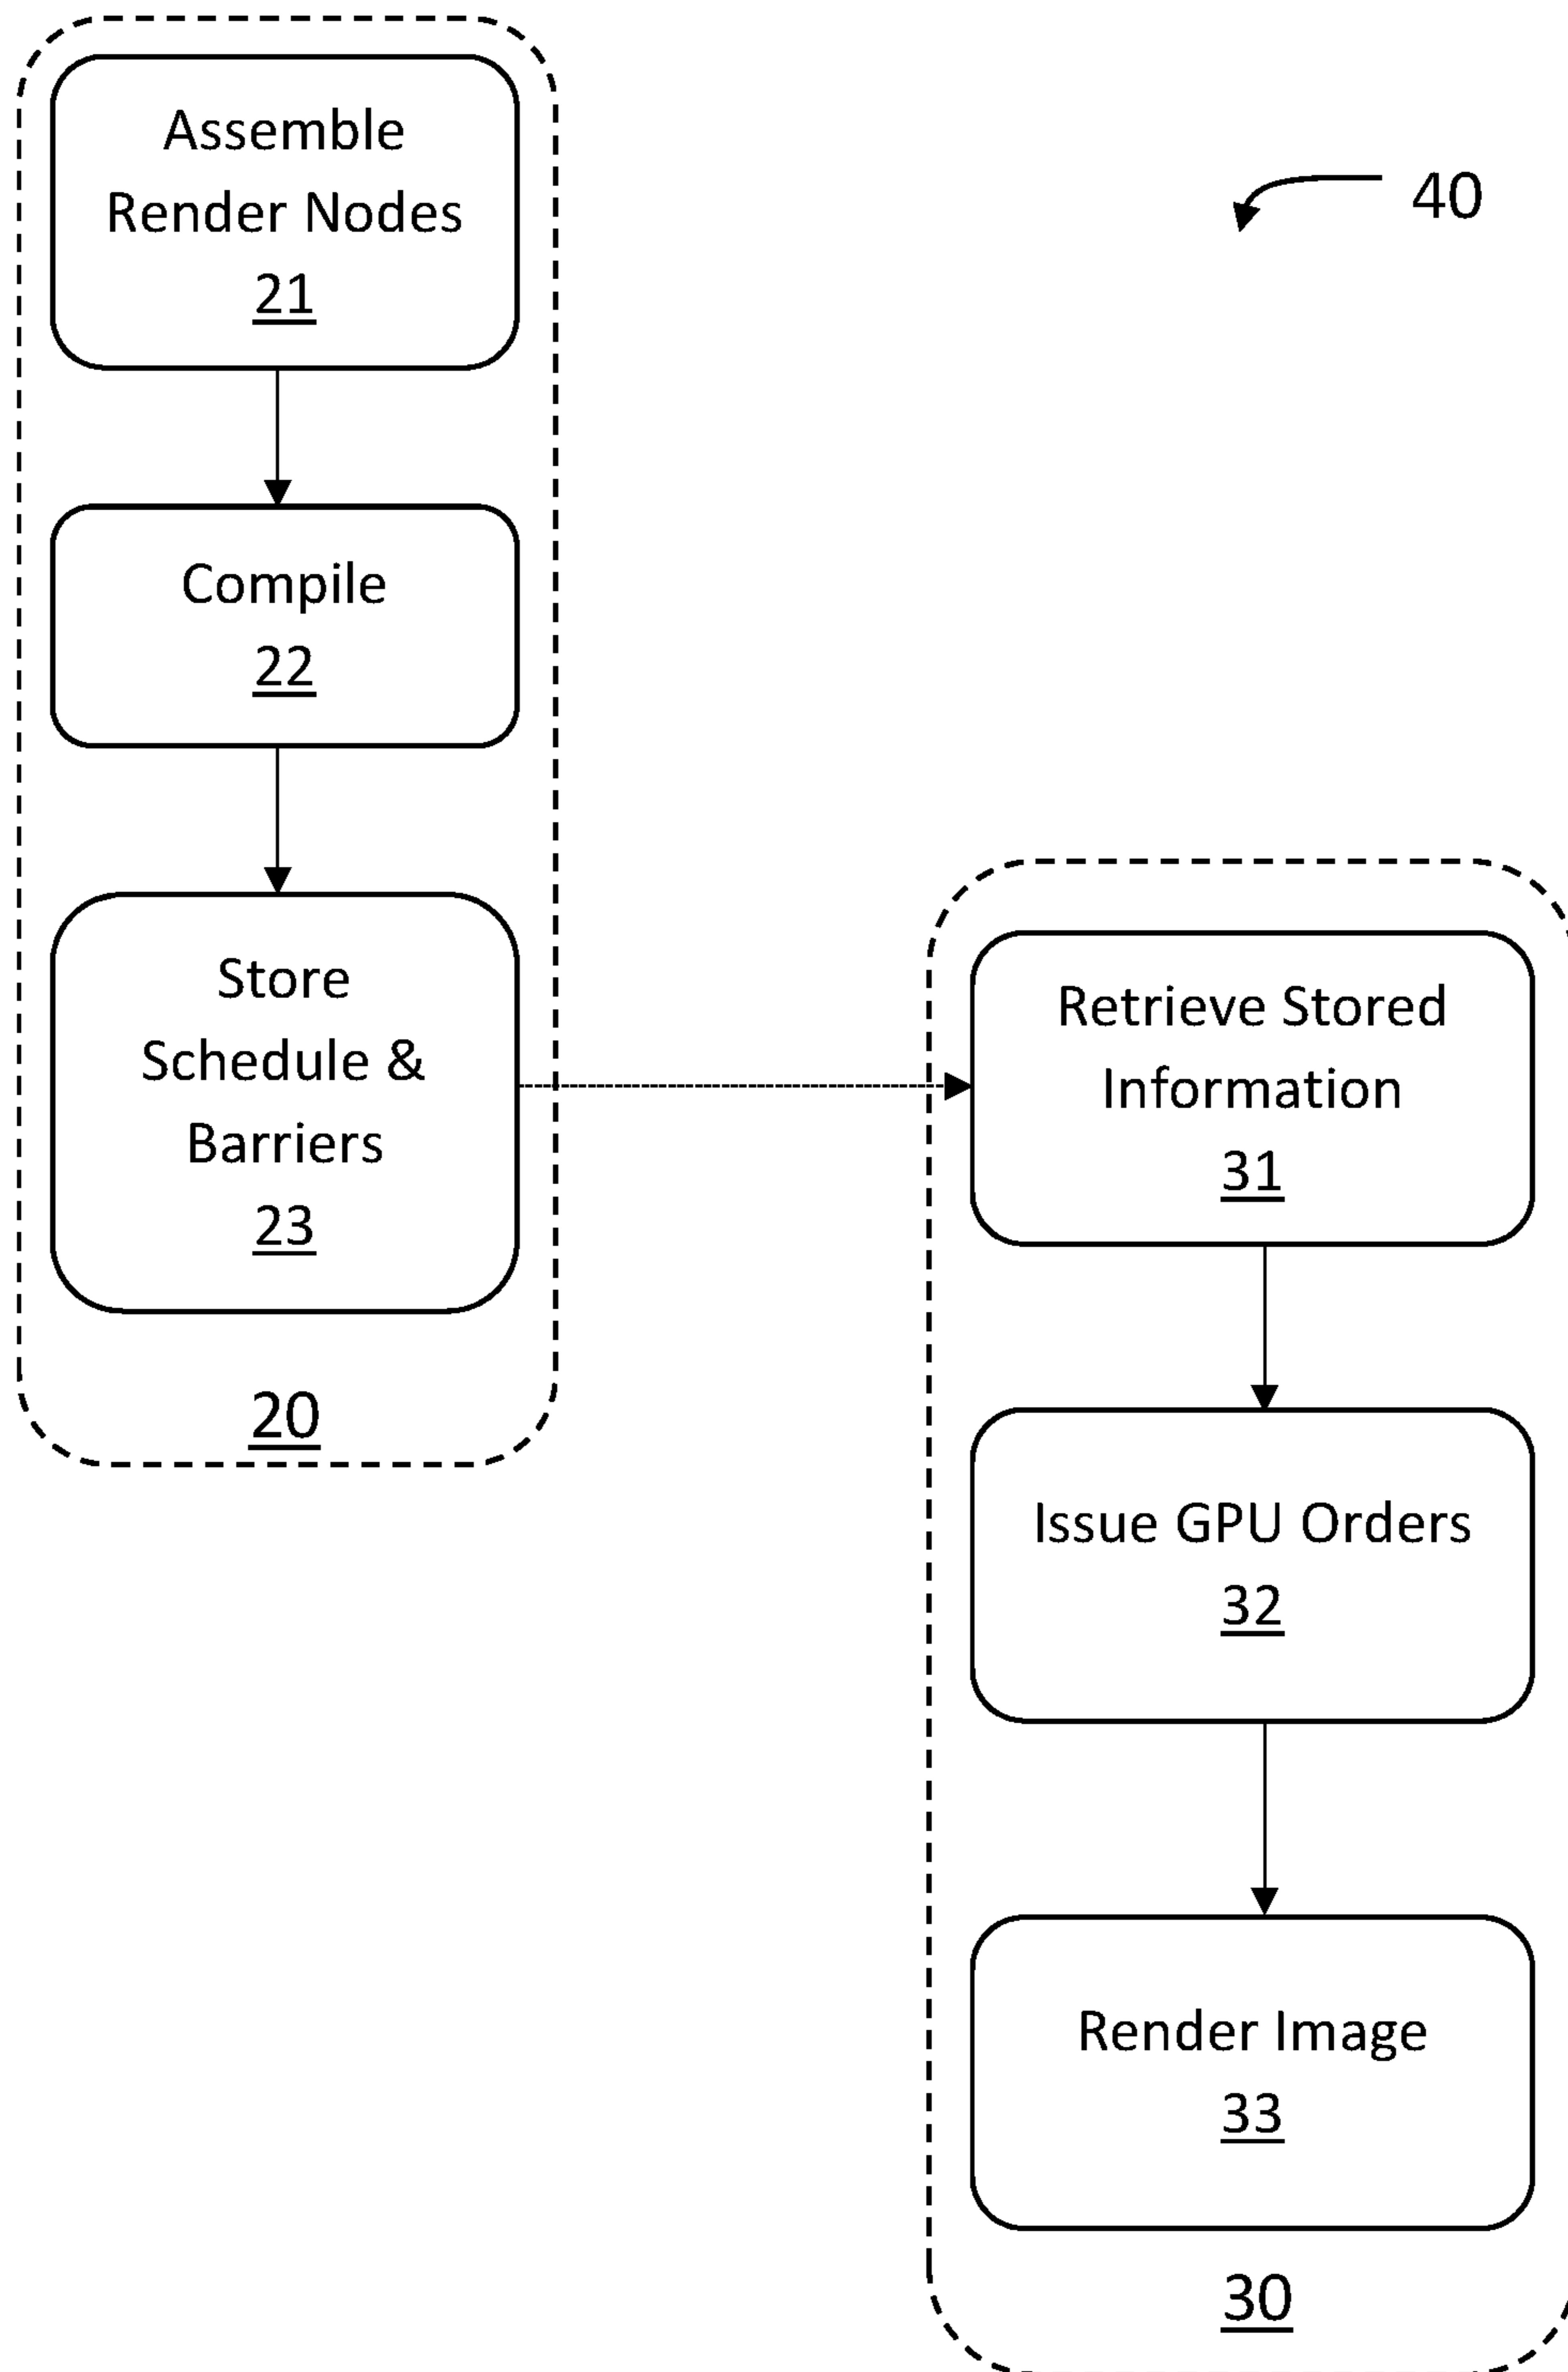 Assemble
Render Nodes
21
40
Compile
22
Store
Schedule &
Barriers
23
20
Retrieve Stored
Information
31
Issue GPU Orders
32
Render Image
33
30